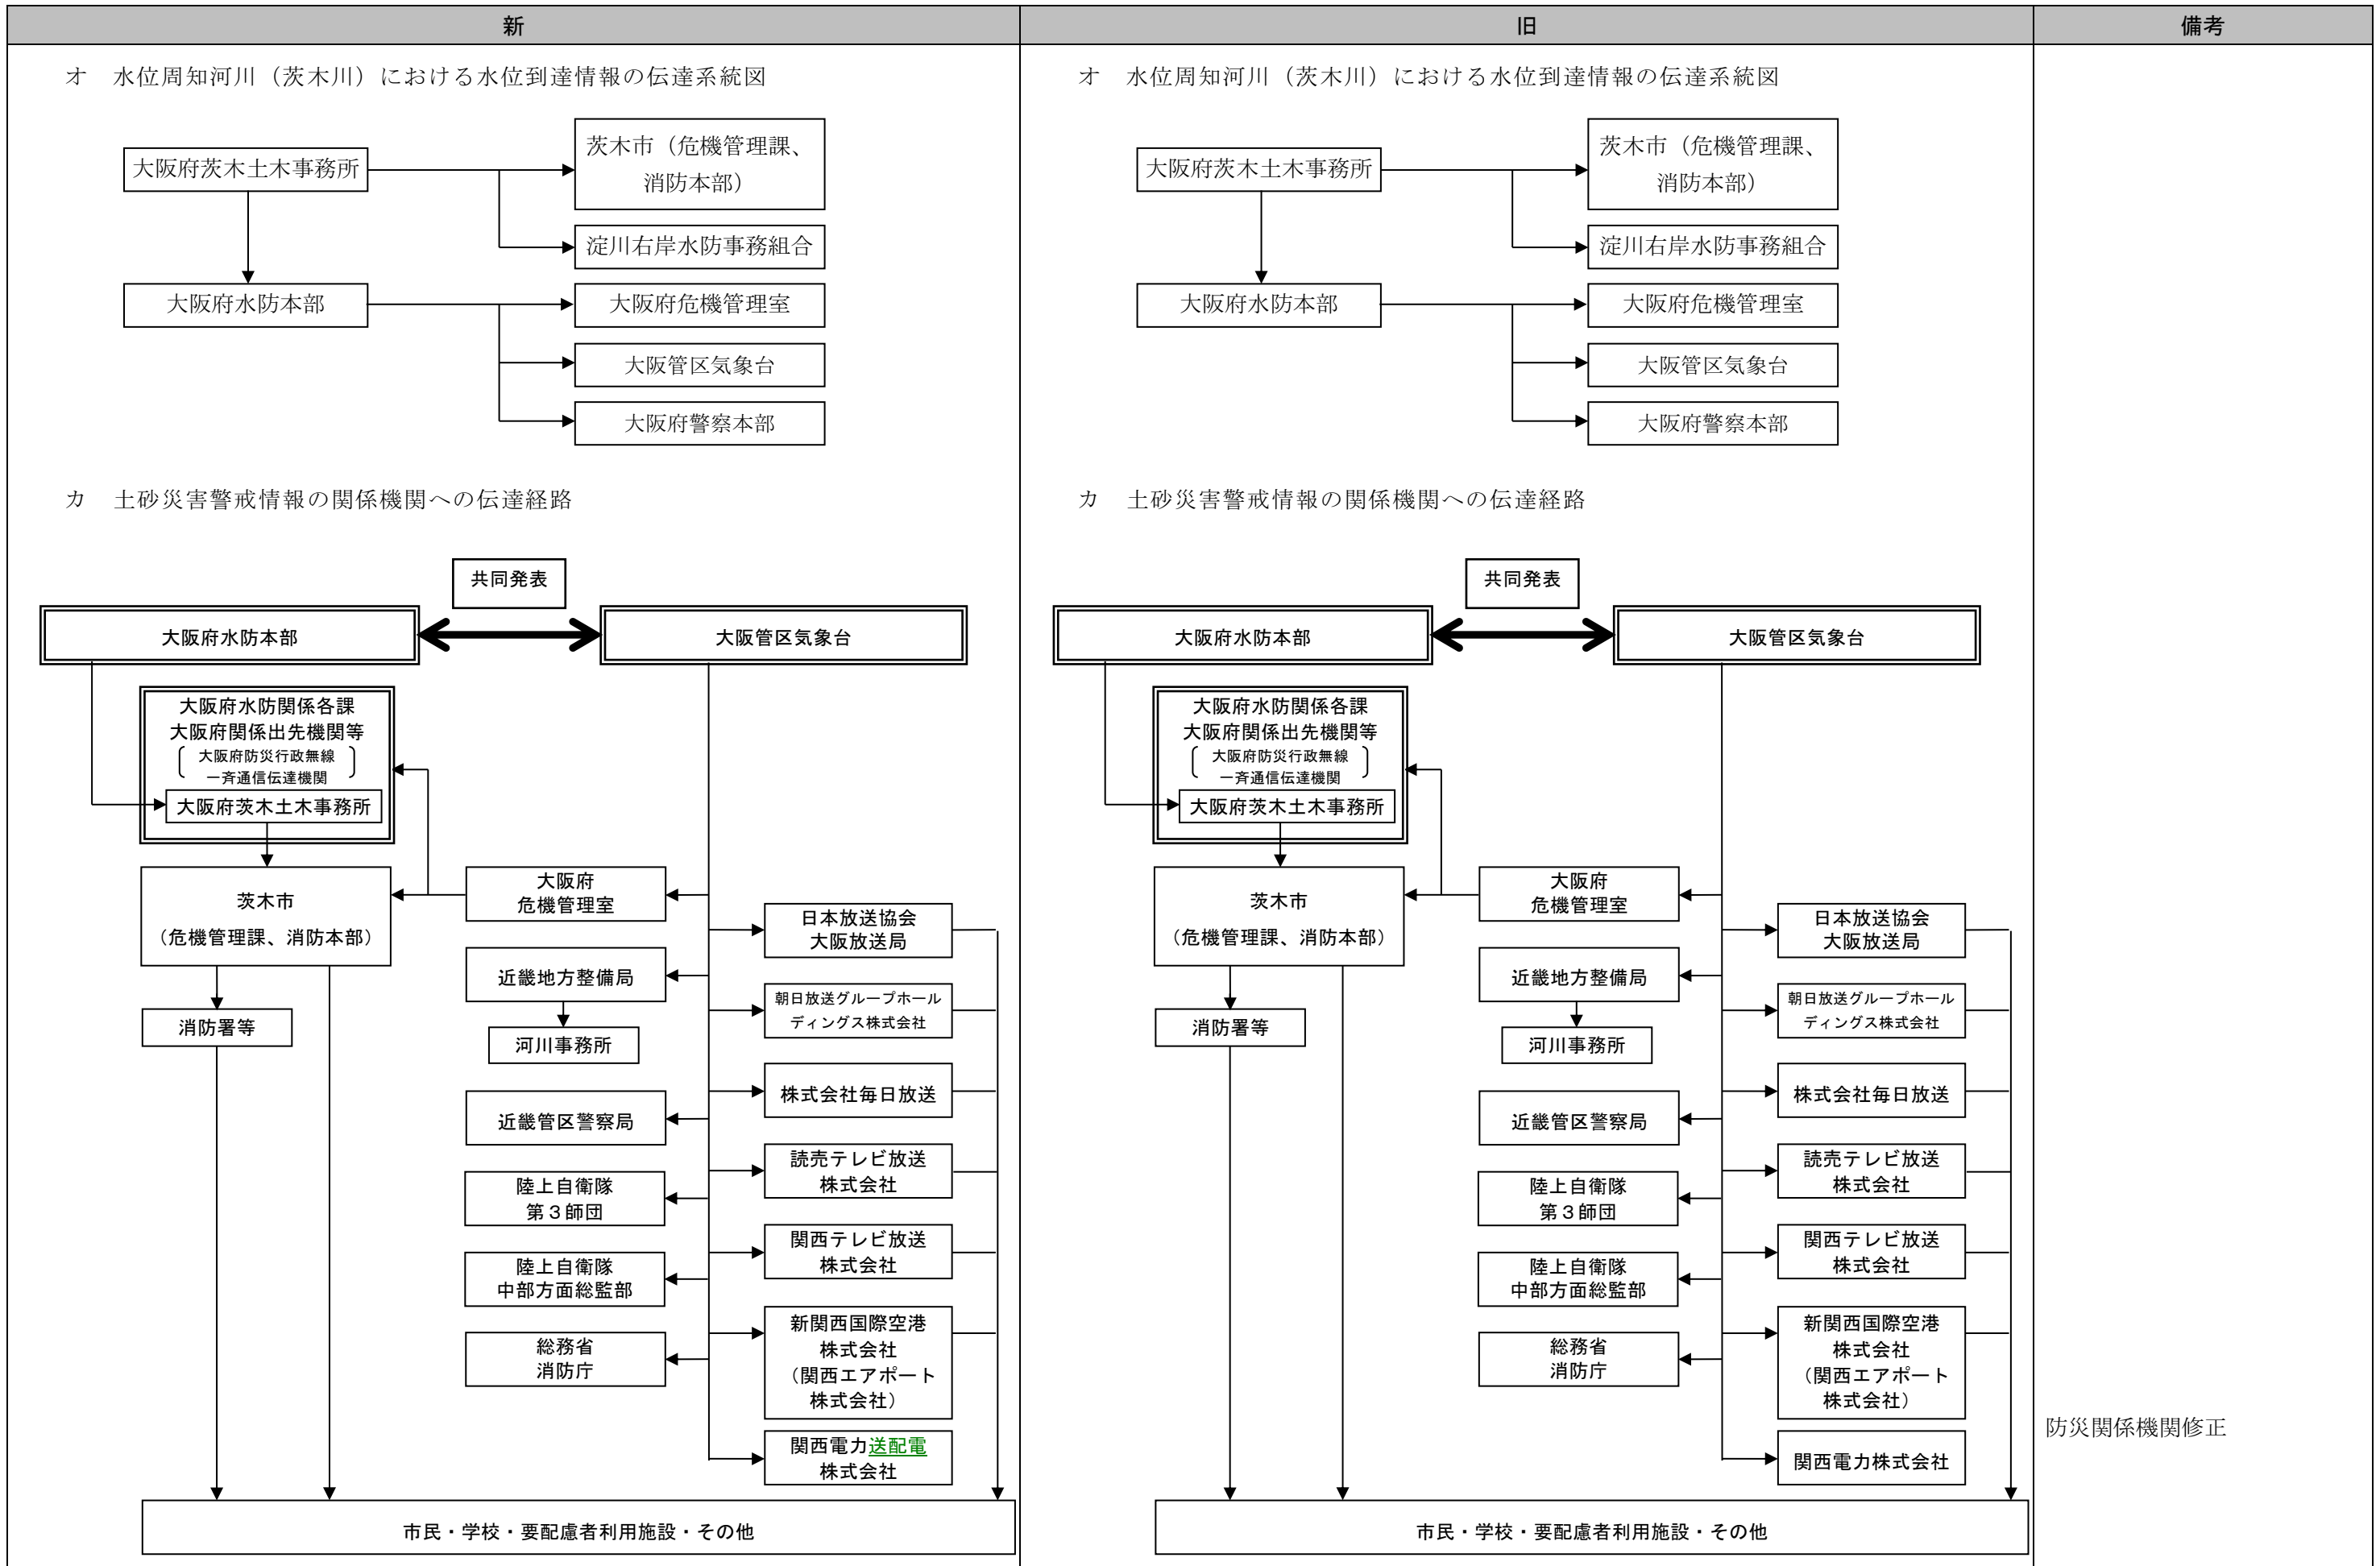 新
旧
備考
オ　水位周知河川（茨木川）における水位到達情報の伝達系統図
大阪府茨木土木事務所
茨木市（危機管理課、
消防本部）
淀川右岸水防事務組合
大阪府水防本部
大阪府危機管理室
大阪管区気象台
大阪府警察本部
カ　土砂災害警戒情報の関係機関への伝達経路
共同発表
大阪府水防本部
大阪管区気象台
大阪府水防関係各課
大阪府関係出先機関等
大阪府防災行政無線
一斉通信伝達機関
大阪府茨木土木事務所
茨木市
（危機管理課、消防本部）
消防署等
大阪府
危機管理室
近畿地方整備局
河川事務所
近畿管区警察局
陸上自衛隊
第３師団
陸上自衛隊
中部方面総監部
総務省
消防庁
日本放送協会
大阪放送局
朝日放送グループホール
ディングス株式会社
株式会社毎日放送
読売テレビ放送
株式会社
関西テレビ放送
株式会社
新関西国際空港
株式会社
（関西エアポート
株式会社）
関西電力送配電
株式会社
市民・学校・要配慮者利用施設・その他
オ　水位周知河川（茨木川）における水位到達情報の伝達系統図
大阪府茨木土木事務所
茨木市（危機管理課、
消防本部）
淀川右岸水防事務組合
大阪府水防本部
大阪府危機管理室
大阪管区気象台
大阪府警察本部
カ　土砂災害警戒情報の関係機関への伝達経路
共同発表
大阪府水防本部
大阪管区気象台
大阪府水防関係各課
大阪府関係出先機関等
大阪府防災行政無線
一斉通信伝達機関
大阪府茨木土木事務所
茨木市
（危機管理課、消防本部）
消防署等
大阪府
危機管理室
近畿地方整備局
河川事務所
近畿管区警察局
陸上自衛隊
第３師団
陸上自衛隊
中部方面総監部
総務省
消防庁
日本放送協会
大阪放送局
朝日放送グループホール
ディングス株式会社
株式会社毎日放送
読売テレビ放送
株式会社
関西テレビ放送
株式会社
新関西国際空港
株式会社
（関西エアポート
株式会社）
関西電力株式会社
市民・学校・要配慮者利用施設・その他
防災関係機関修正